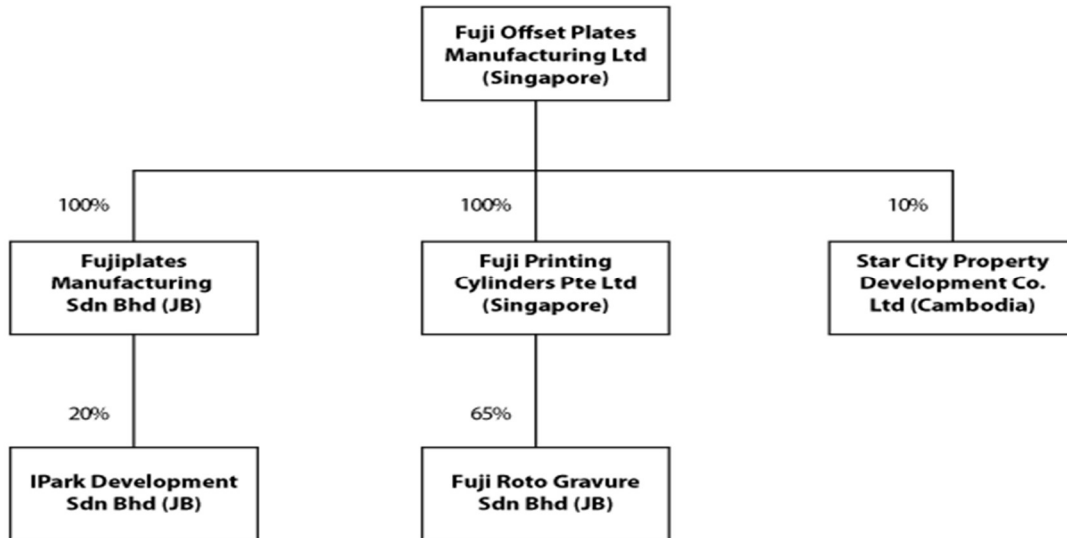 Fuji Offset Plates
Manufacturing Ltd
(Singapore)
100%
100%
10%
Fujiplates
Manufacturing
Sdn Bhd (JB)
Fuji Printing
Cylinders Pte Ltd
(Singapore)
Star City Property
Development Co.
Ltd (Cambodia)
20%
65%
IPark Development
Sdn Bhd (JB)
Fuji Roto Gravure
Sdn Bhd (JB)